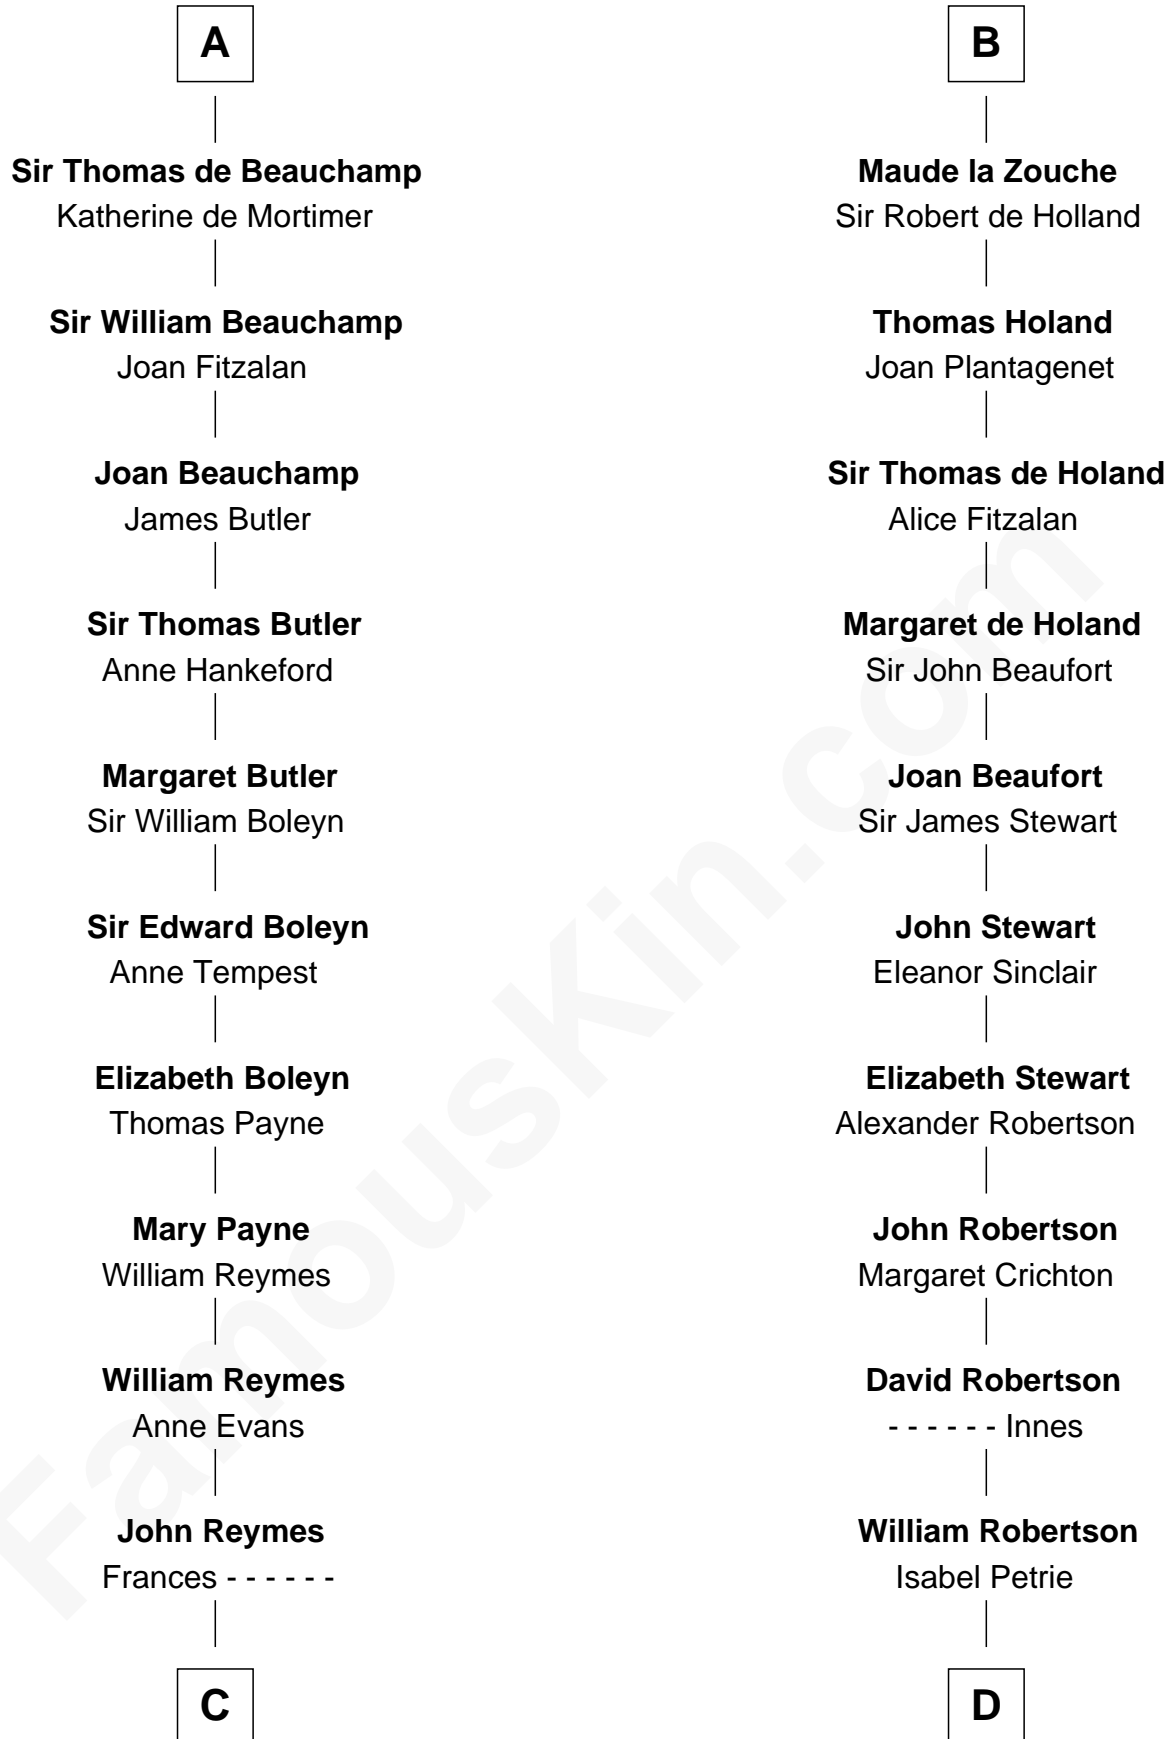 A
Sir Thomas de Beauchamp
Katherine de Mortimer
Sir William Beauchamp
Joan Fitzalan
Joan Beauchamp
James Butler
Sir Thomas Butler
Anne Hankeford
Margaret Butler
Sir William Boleyn
Sir Edward Boleyn
Anne Tempest
Elizabeth Boleyn
Thomas Payne
Mary Payne
William Reymes
William Reymes
Anne Evans
John Reymes
Frances - - - - - -
C
B
Maude la Zouche
Sir Robert de Holland
Thomas Holand
Joan Plantagenet
Sir Thomas de Holand
Alice Fitzalan
Margaret de Holand
Sir John Beaufort
Joan Beaufort
Sir James Stewart
John Stewart
Eleanor Sinclair
Elizabeth Stewart
Alexander Robertson
John Robertson
Margaret Crichton
David Robertson
- - - - - - Innes
William Robertson
Isabel Petrie
D
FamousKin.com